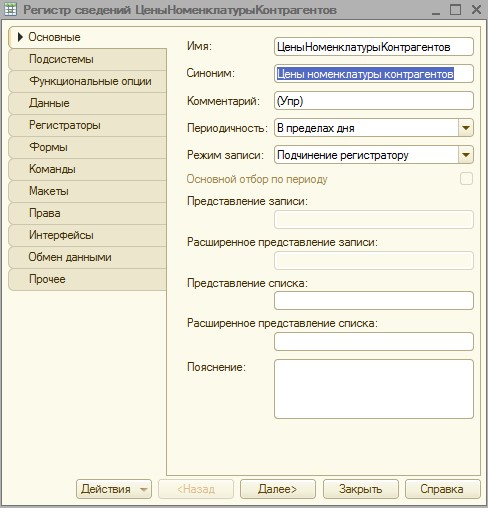 Регистр сведений ЦеныНоменклатурыКонтрагентов
Основные
Подсистемы
Функциональные опции
Данные
Регистраторы
Формы
Команды
Макеты
Права
Интерфейсы
Обмен данными
Прочее
Имя: ЦеныНоменклатурыКонтрагентов
Синоним: Цены номенклатуры контрагентов
Комментарий: (Упр)
Периодичность: В пределах дня
Режим записи: Подчинение регистратору
Основной отбор по периоду
Представление записи:
Расширенное представление записи:
Представление списка:
Расширенное представление списка:
Пояснение:
Действия <Назад Далее> Закрыть Справка